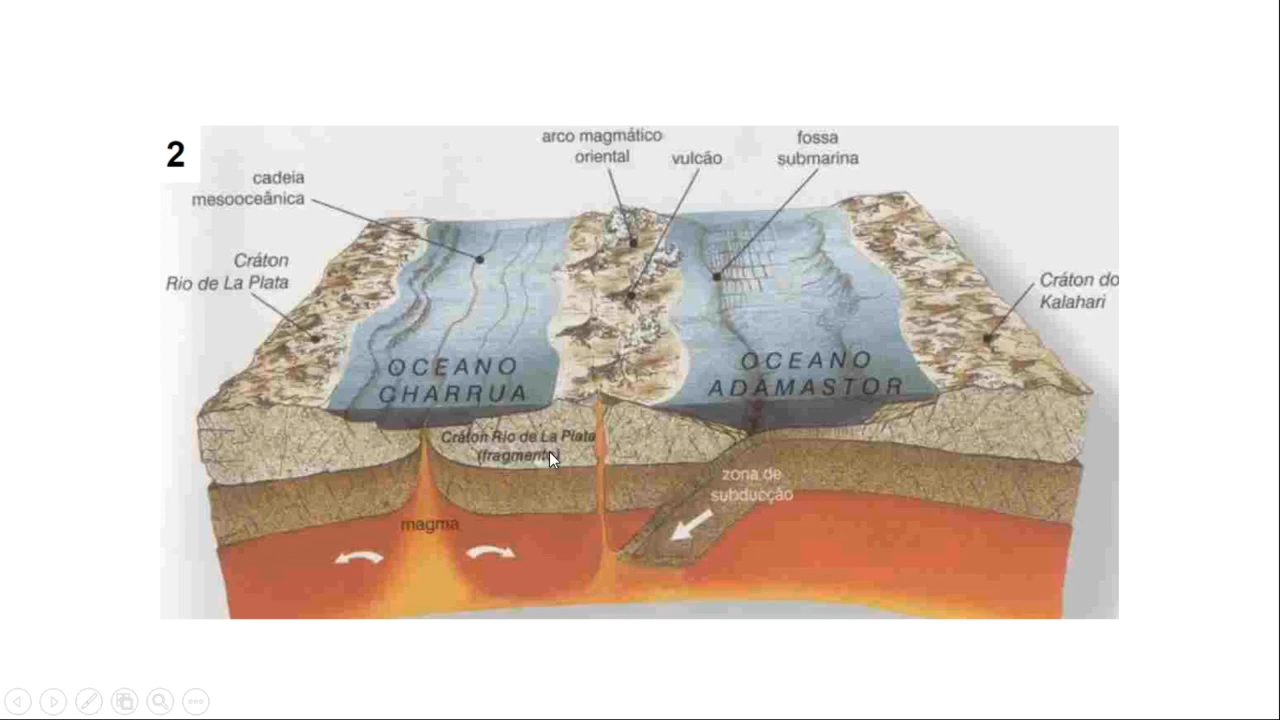 2
arco magmático
oriental
vulcão
fossa
submarina
cadeia
mesooceânica
Cráton
Rio de La Plata
Cráton do
Kalahari
OCEANO
CHARRUA
OCEANO
ADAMASTOR
Cráton Rio de La Plata
(fragmento)
zona de
subducção
magma